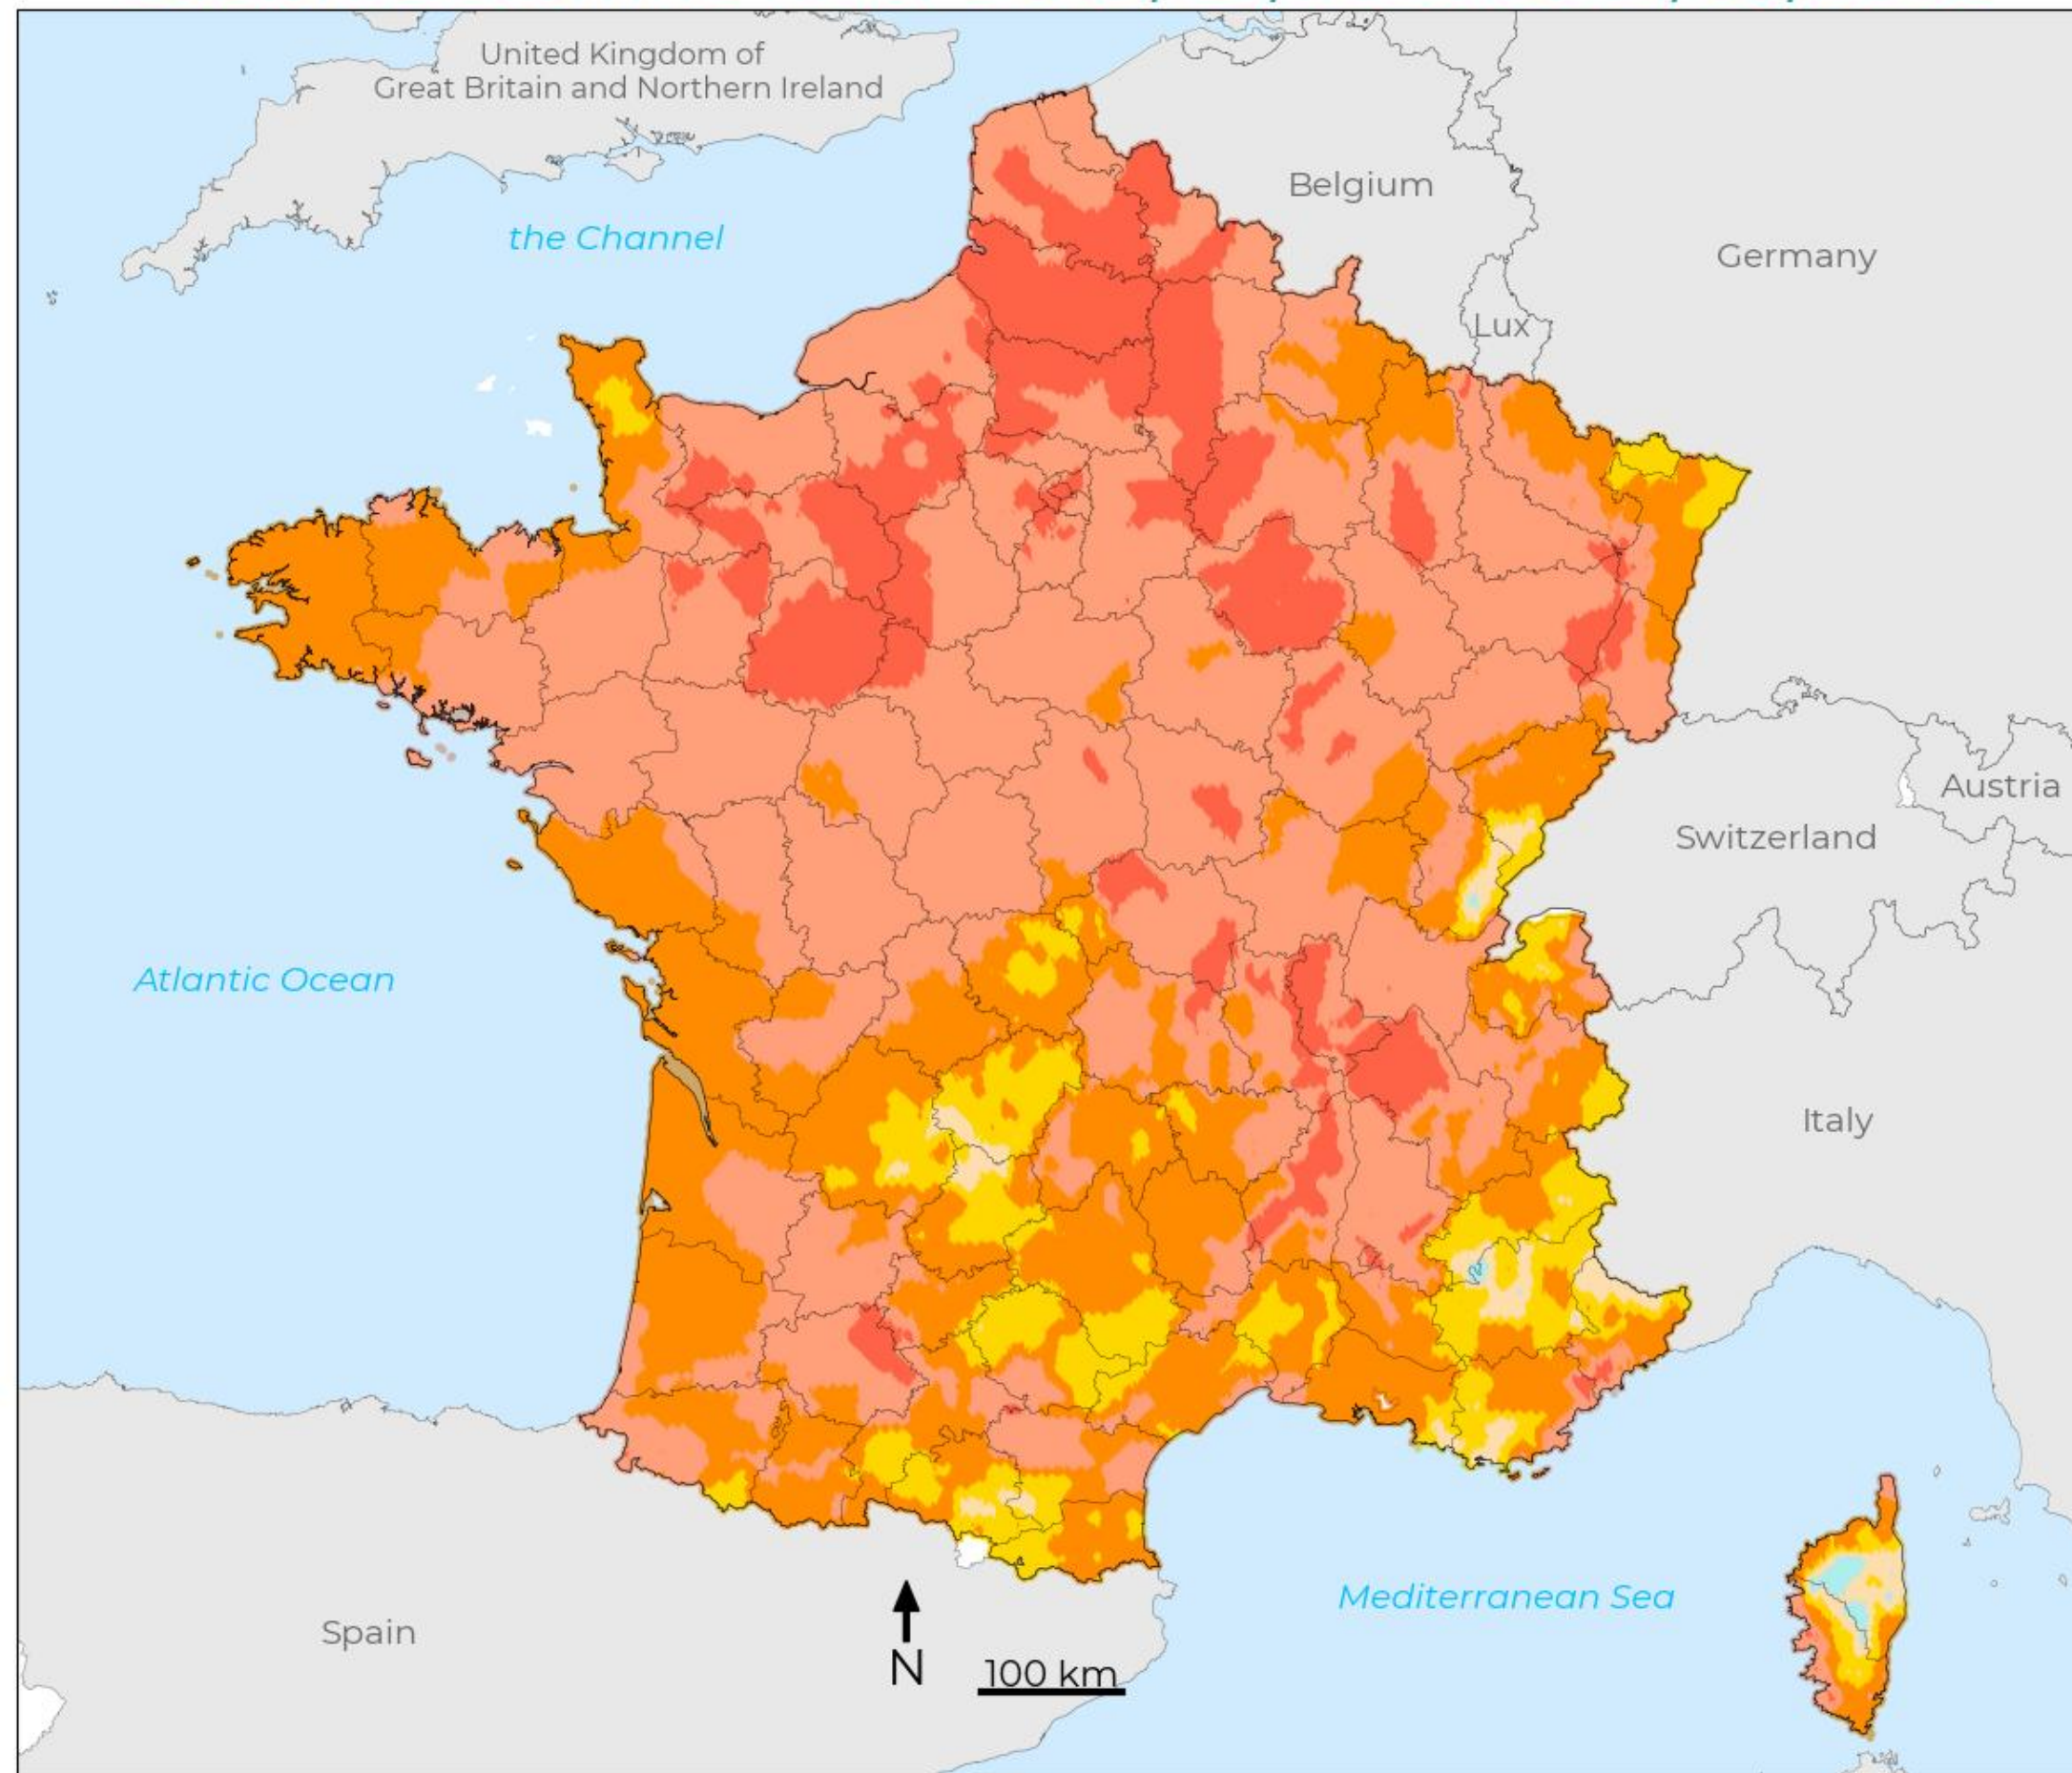 United Kingdom of
Great Britain and Northern Ireland
Belgium
the Channel
Germany
Lux
Austria
Switzerland
Atlantic Ocean
Italy
Mediterranean Sea
Spain
N
100 km